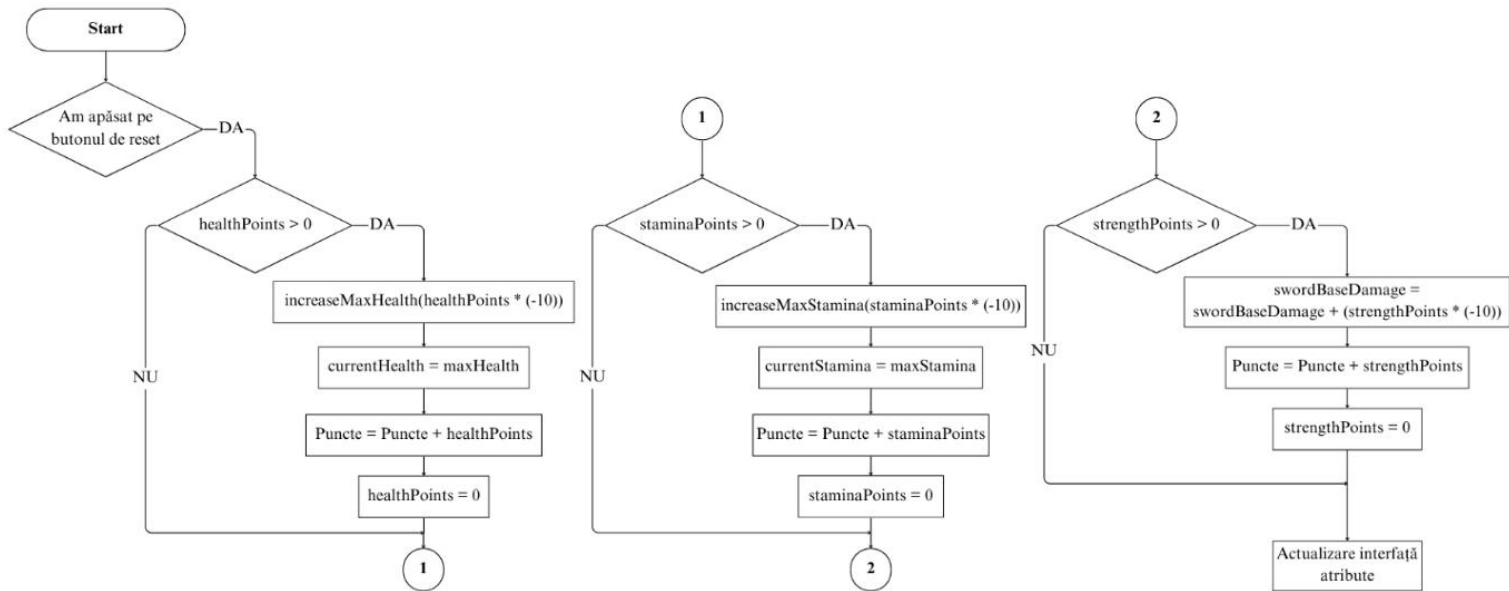 Start
Am apăsat pe
butonul de reset
DA
healthPoints > 0
DA
NU
increaseMaxHealth(healthPoints * (-10))
currentHealth = maxHealth
Puncte = Puncte + healthPoints
healthPoints = 0
1
1
staminaPoints > 0
DA
NU
increaseMaxStamina(staminaPoints * (-10))
currentStamina = maxStamina
Puncte = Puncte + staminaPoints
staminaPoints = 0
2
2
strengthPoints > 0
DA
NU
swordBaseDamage =
swordBaseDamage + (strengthPoints * (-10))
Puncte = Puncte + strengthPoints
strengthPoints = 0
Actualizare interfață
atribute